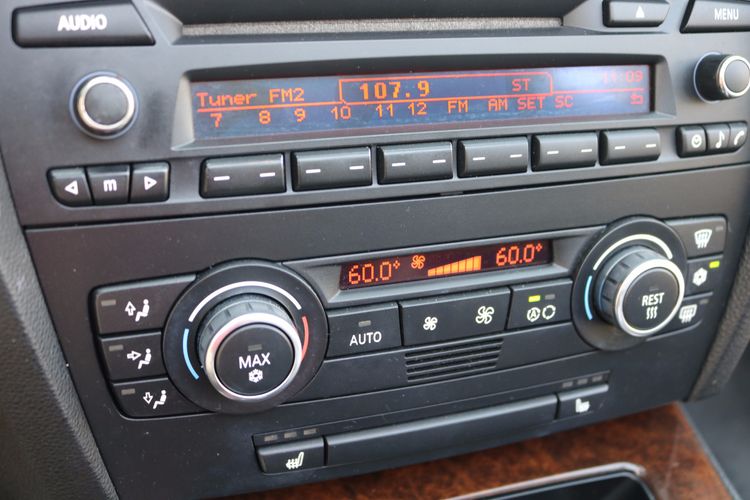 AUDIO
MENU
107.9 ST 11:09
Tuner FM2
7 8 9 10 11 12 FM AM SET SC
m
60.0° 60.0°
MAX
AUTO
A
REST